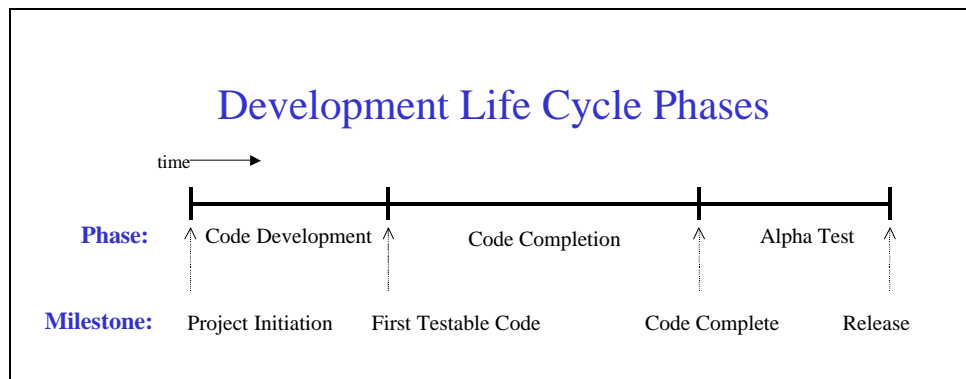 Development Life Cycle Phases
time
Phase: Code Development Code Completion Alpha Test
Milestone: Project Initiation First Testable Code Code Complete Release